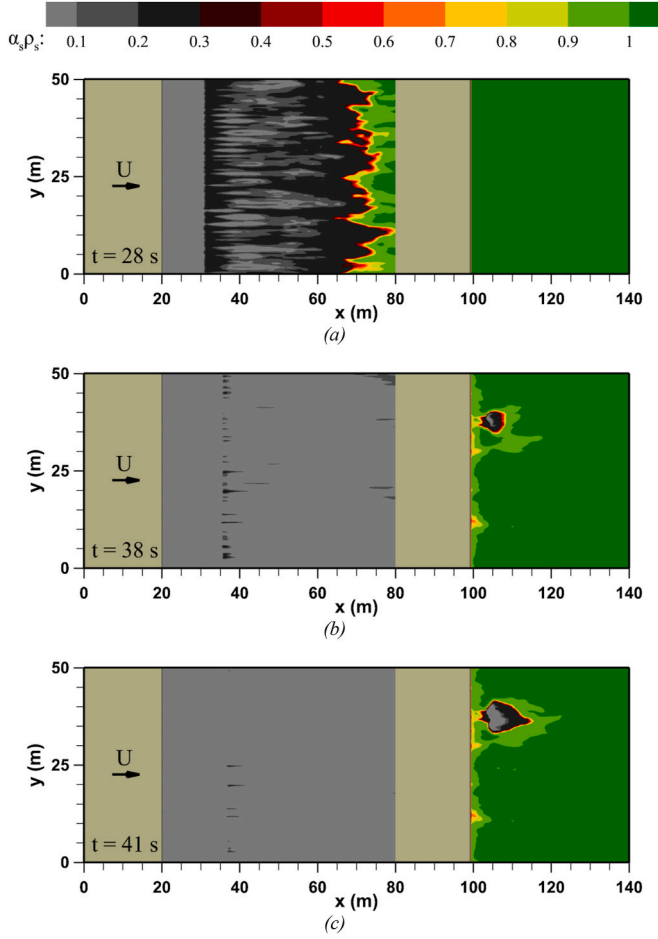 αsρs: 0.1 0.2 0.3 0.4 0.5 0.6 0.7 0.8 0.9 1
50
y (m)
25
U
t = 28 s
0
0 20 40 60 80 100 120 140
x (m)
(a)
50
y (m)
25
U
t = 38 s
0
0 20 40 60 80 100 120 140
x (m)
(b)
50
y (m)
25
U
t = 41 s
0
0 20 40 60 80 100 120 140
x (m)
(c)